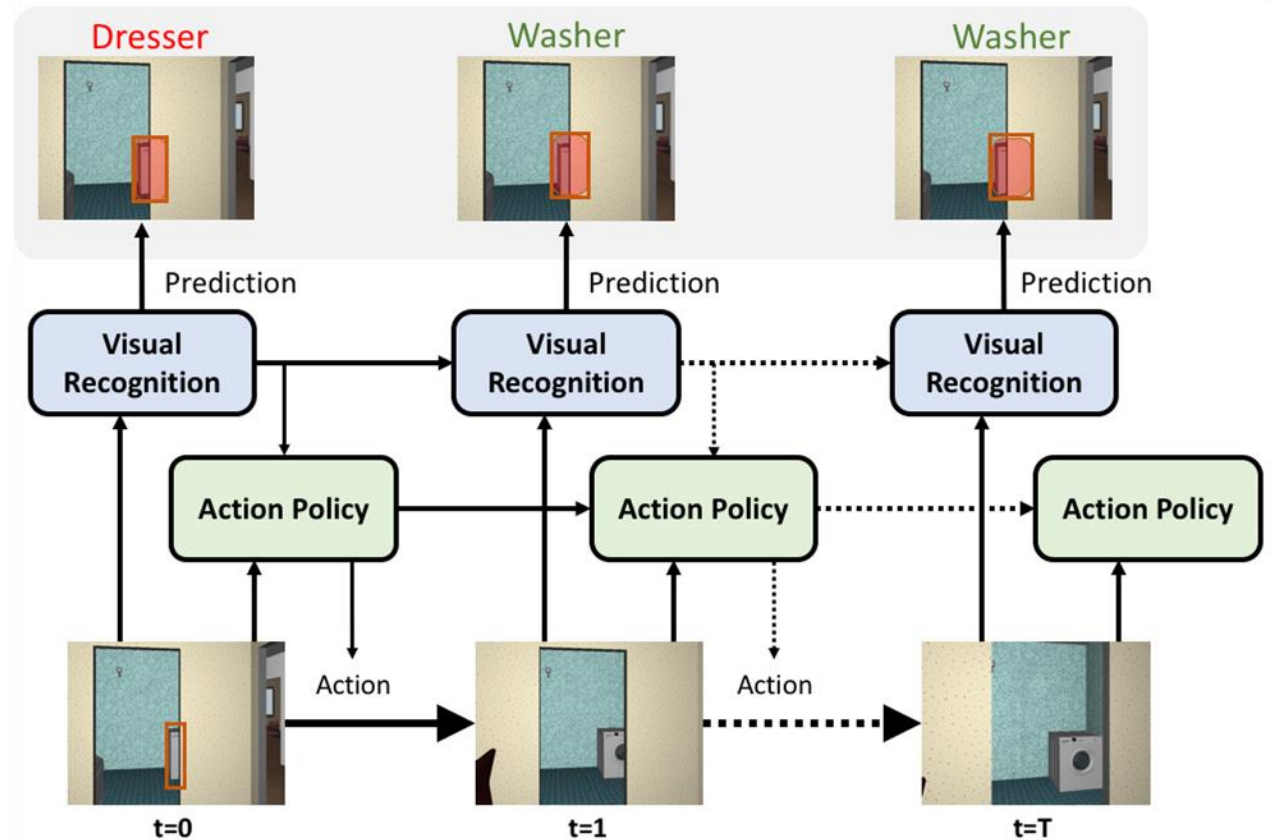 Dresser
Washer
Washer
Prediction
Prediction
Prediction
Visual
Recognition
Visual
Recognition
Visual
Recognition
Action Policy
Action Policy
Action Policy
Action
Action
t=0
t=1
t=T